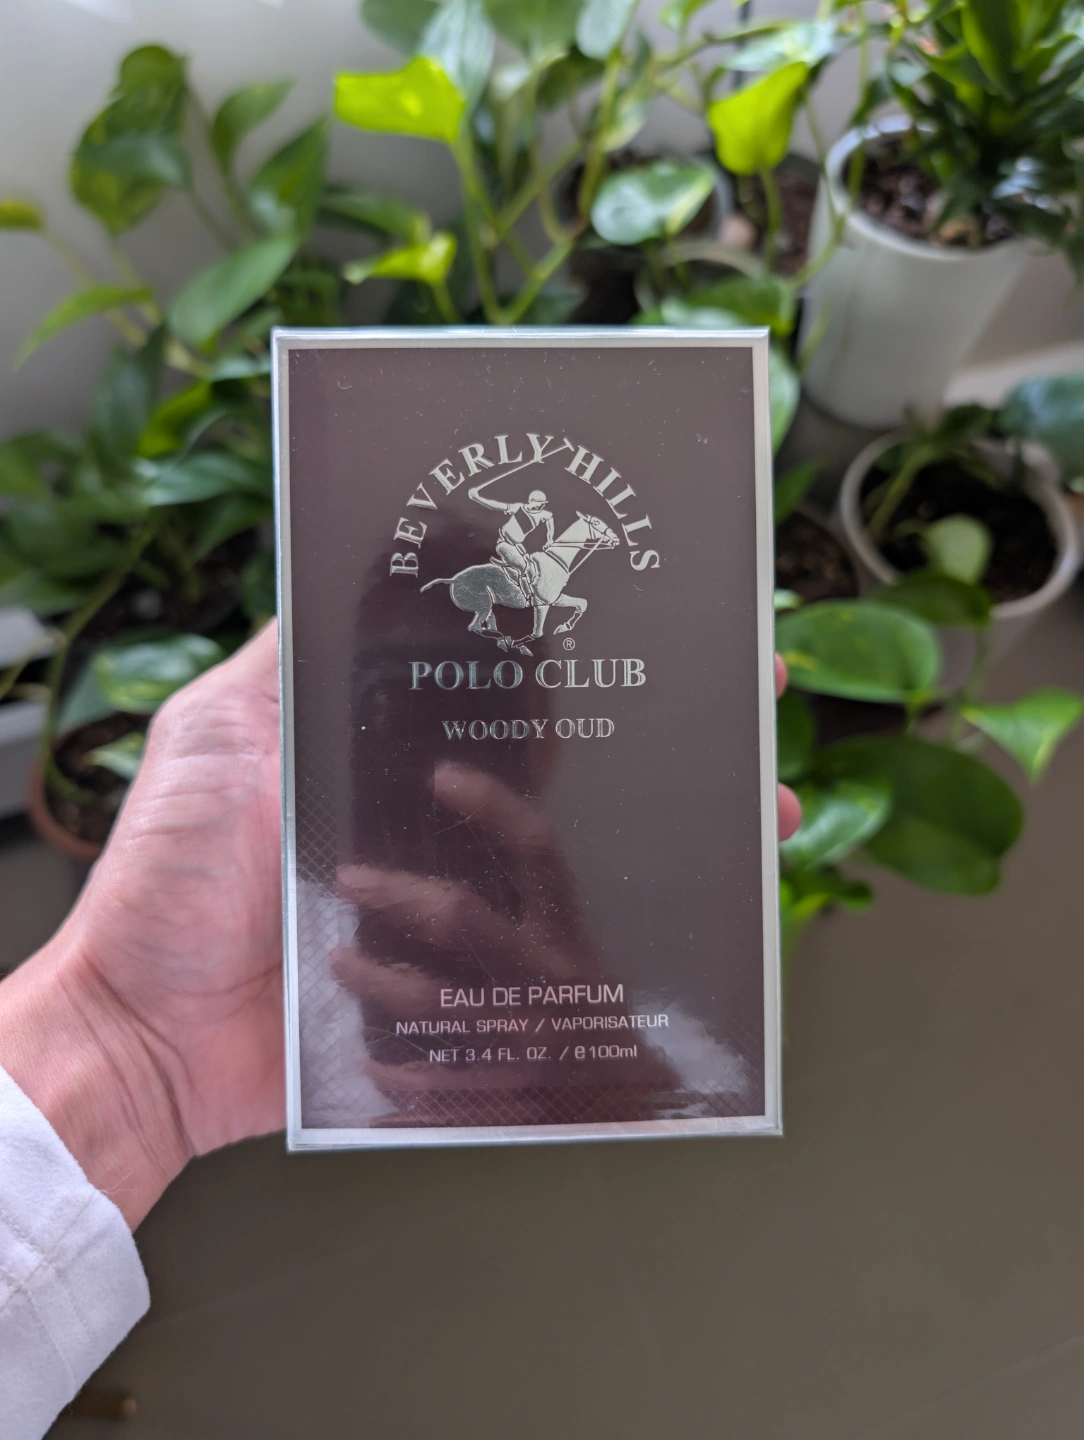 BEVERLY HILLS
®
POLO CLUB
WOODY OUD
EAU DE PARFUM
NATURAL SPRAY / VAPORISATEUR
NET 3.4 FL. OZ. / e 100ml